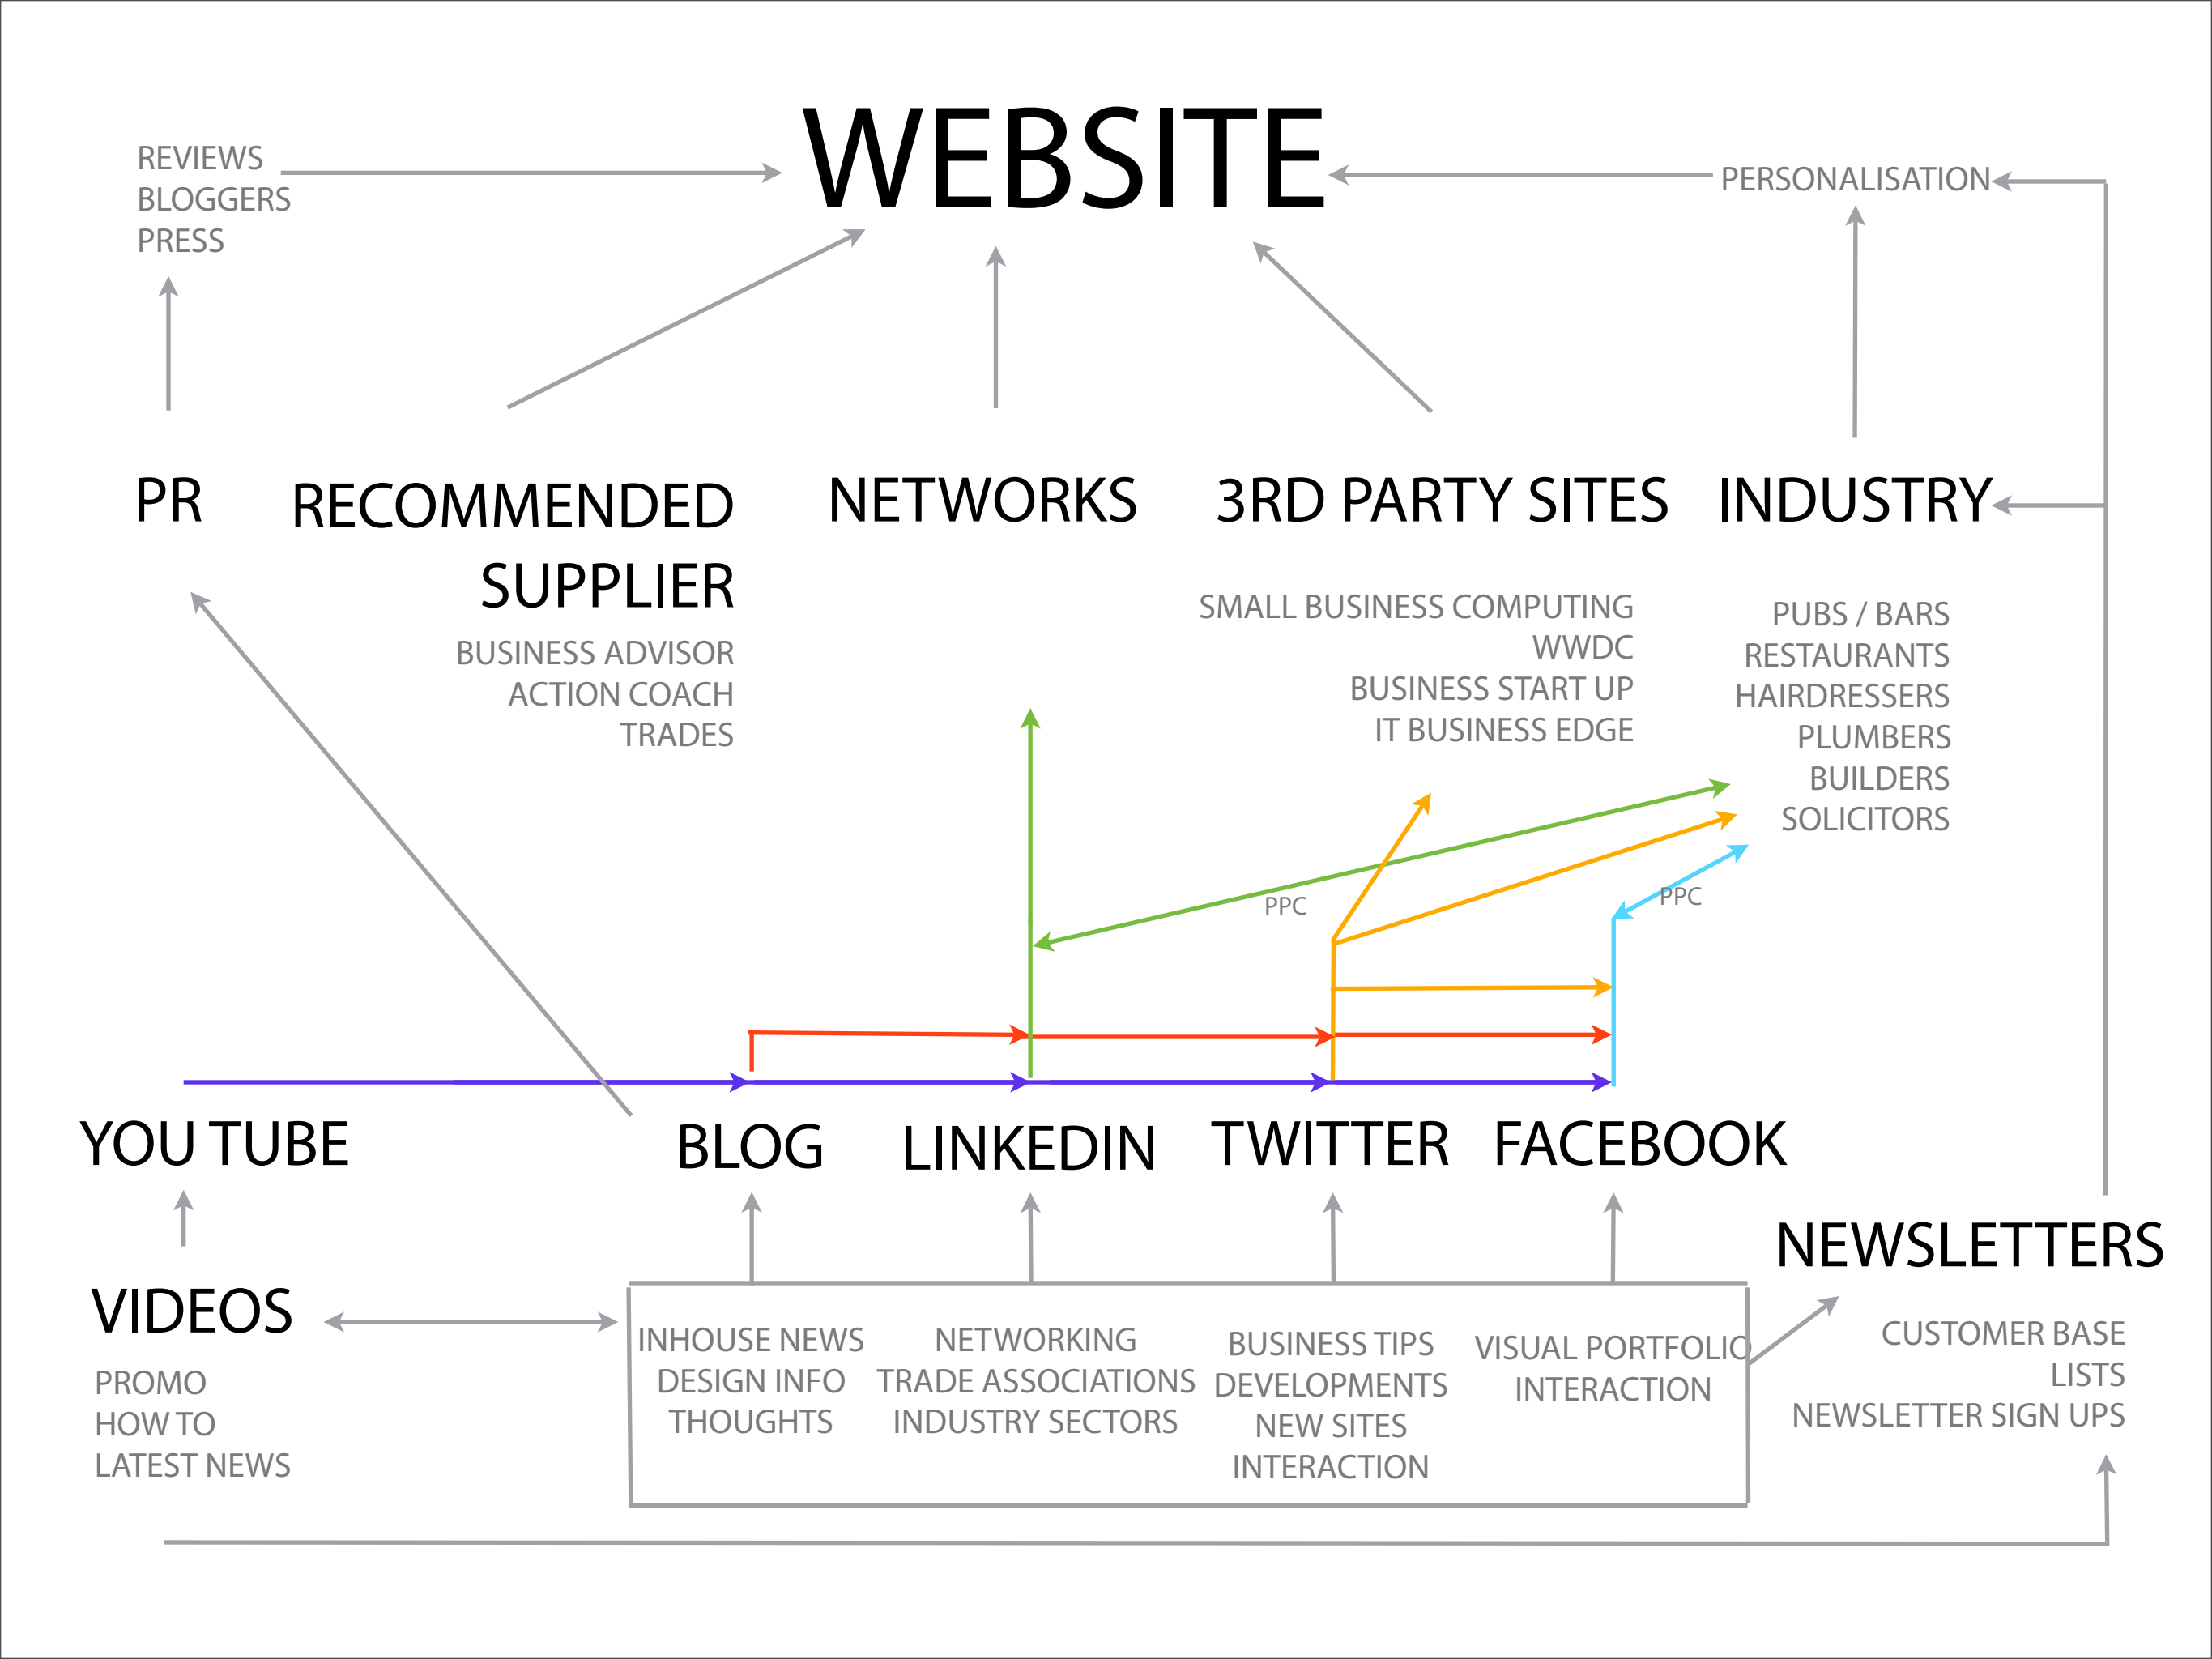 WEBSITE
REVIEWS
BLOGGERS
PRESS
PERSONALISATION
PR
RECOMMENDED
SUPPLIER
BUSINESS ADVISOR
ACTION COACH
TRADES
NETWORKS
3RD PARTY SITES
SMALL BUSINESS COMPUTING
WWDC
BUSINESS START UP
IT BUSINESS EDGE
INDUSTRY
PUBS / BARS
RESTAURANTS
HAIRDRESSERS
PLUMBERS
BUILDERS
SOLICITORS
PPC
PPC
YOU TUBE
BLOG
LINKEDIN
TWITTER
FACEBOOK
VIDEOS
PROMO
HOW TO
LATEST NEWS
INHOUSE NEWS
DESIGN INFO
THOUGHTS
NETWORKING
TRADE ASSOCIATIONS
INDUSTRY SECTORS
BUSINESS TIPS
DEVELOPMENTS
NEW SITES
INTERACTION
VISUAL PORTFOLIO
INTERACTION
NEWSLETTERS
CUSTOMER BASE
LISTS
NEWSLETTER SIGN UPS